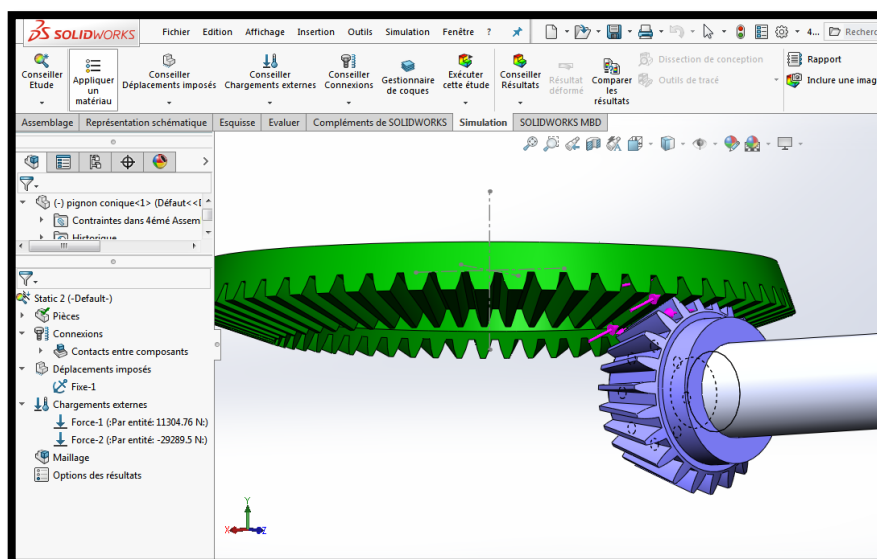 SOLIDWORKS
Fichier Edition Affichage Insertion Outils Simulation Fenêtre ? 4... Recherc
Conseiller Etude
Appliquer un matériau
Conseiller Déplacements imposés
Conseiller Chargements externes
Conseiller Connexions
Gestionnaire de coques
Exécuter cette étude
Conseiller Résultats
Résultat déformé
Comparer les résultats
Dissection de conception
Outils de tracé
Rapport
Inclure une imag
Assemblage Représentation schématique Esquisse Evaluer Compléments de SOLIDWORKS Simulation SOLIDWORKS MBD
(-) pignon conique<1> (Défaut<<
Contraintes dans 4émé Assem
Historique
Static 2 (-Default-)
Pièces
Connexions
Contacts entre composants
Déplacements imposés
Fixe-1
Chargements externes
Force-1 (:Par entité: 11304.76 N:)
Force-2 (:Par entité: -29289.5 N:)
Maillage
Options des résultats
Y
X
Z